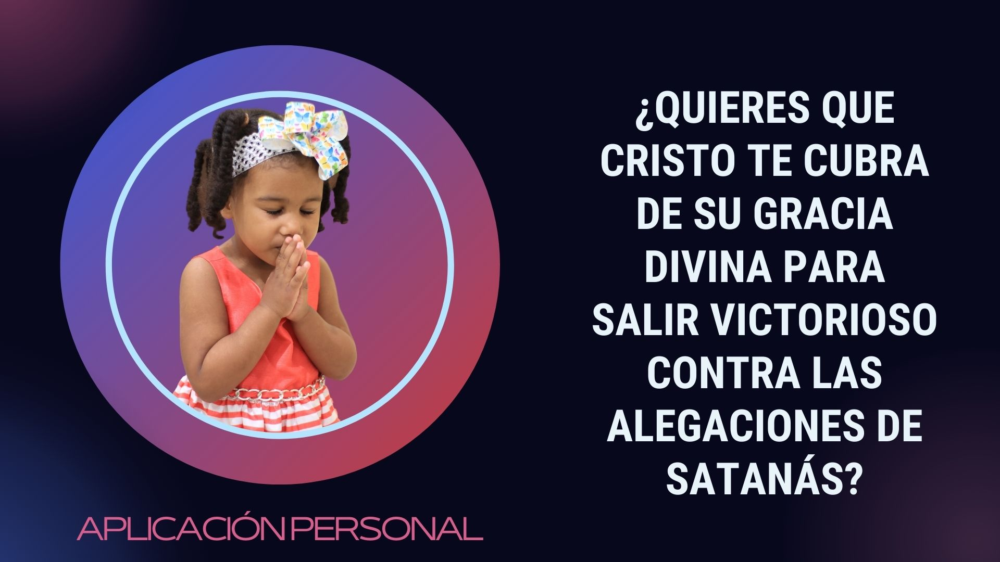 ¿QUIERES QUE
CRISTO TE CUBRA
DE SU GRACIA
DIVINA PARA
SALIR VICTORIOSO
CONTRA LAS
ALEGACIONES DE
SATANÁS?
APLICACIÓN PERSONAL